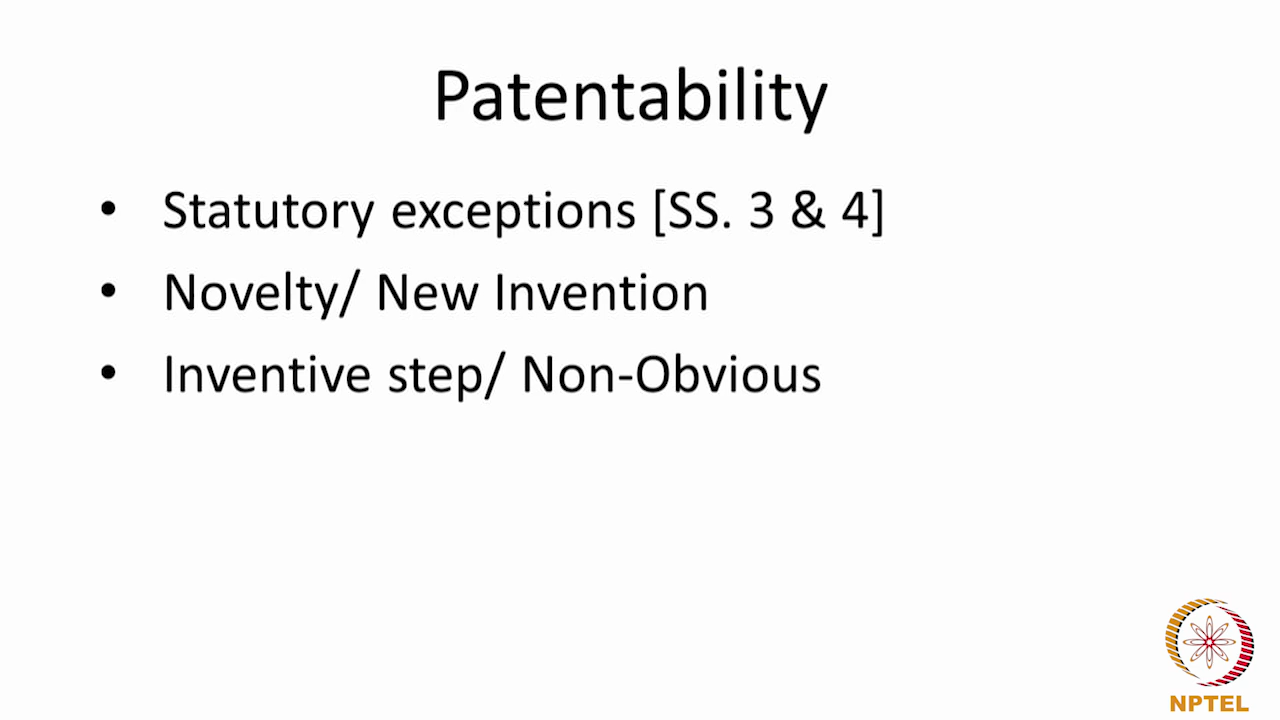 Patentability
• Statutory exceptions [SS. 3 & 4]
• Novelty/ New Invention
• Inventive step/ Non-Obvious
NPTEL